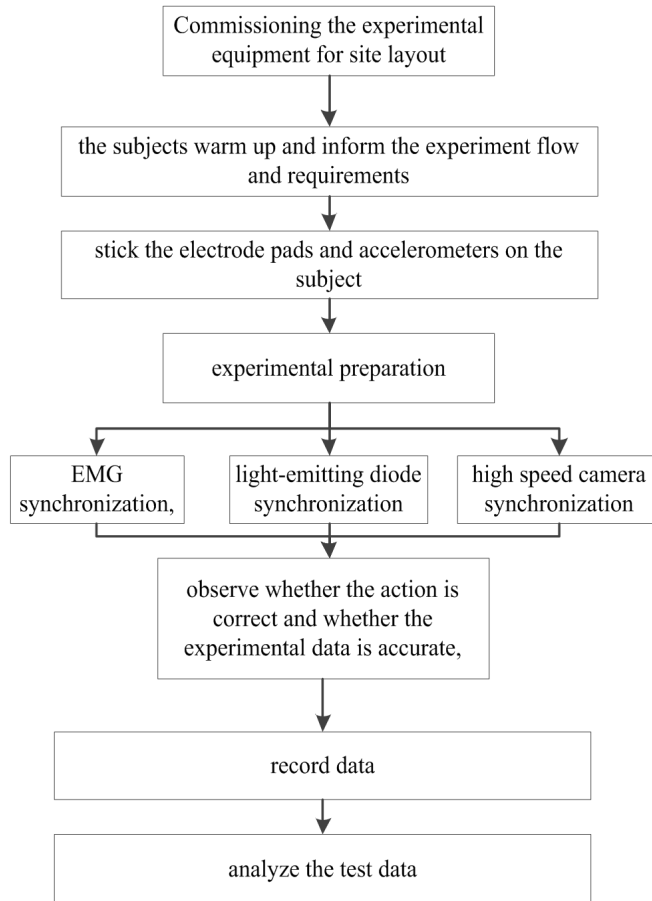 Commissioning the experimental
equipment for site layout
the subjects warm up and inform the experiment flow
and requirements
stick the electrode pads and accelerometers on the
subject
experimental preparation
EMG
synchronization,
light-emitting diode
synchronization
high speed camera
synchronization
observe whether the action is
correct and whether the
experimental data is accurate,
record data
analyze the test data